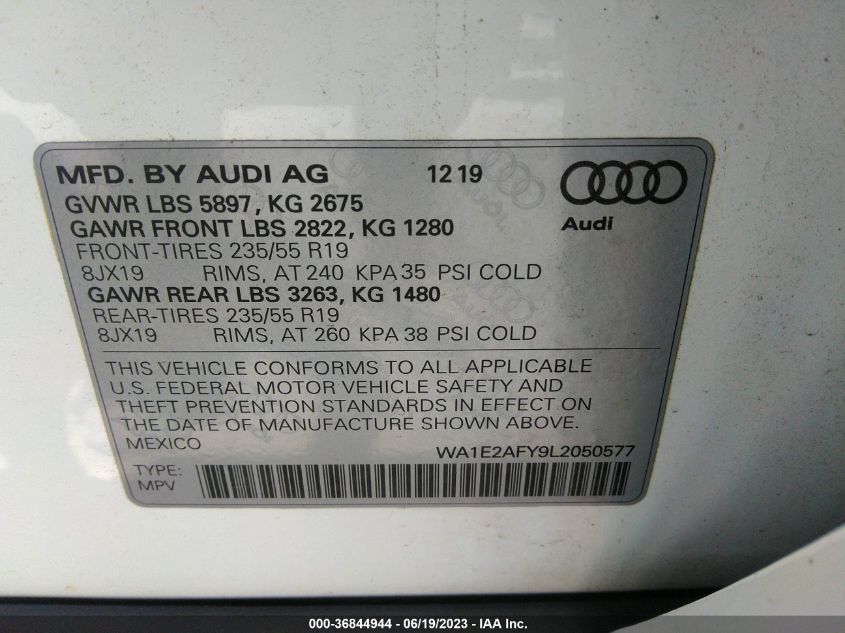 MFD. BY AUDI AG 12 19
Audi
GVWR LBS 5897, KG 2675
GAWR FRONT LBS 2822, KG 1280
FRONT-TIRES 235/55 R19
8JX19 RIMS, AT 240 KPA 35 PSI COLD
GAWR REAR LBS 3263, KG 1480
REAR-TIRES 235/55 R19
8JX19 RIMS, AT 260 KPA 38 PSI COLD
THIS VEHICLE CONFORMS TO ALL APPLICABLE
U.S. FEDERAL MOTOR VEHICLE SAFETY AND
THEFT PREVENTION STANDARDS IN EFFECT ON
THE DATE OF MANUFACTURE SHOWN ABOVE.
MEXICO
WA1E2AFY9L2050577
TYPE:
MPV
000-36844944 - 06/19/2023 - IAA Inc.